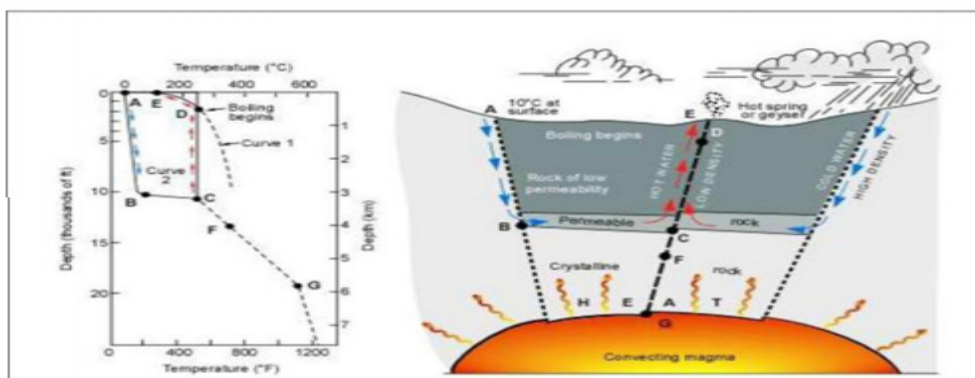 Temperature (°C)
0 200 400 600
0
5
10
15
20
Depth (thousands of ft)
A E
D
Boiling
begins
Curve 1
Curve
2
B
C
F
G
1
2
3
4
5
6
7
Depth (km)
0 400 800 1200
Temperature (°F)
A
10°C at
surface
E
D
Hot spring
or geyser
Boiling begins
Rock of low
permeability
HOT WATER
LOW DENSITY
COLD WATER
HIGH DENSITY
B
Permeable
rock
C
F
Crystalline
rock
H E A T
G
Convecting magma